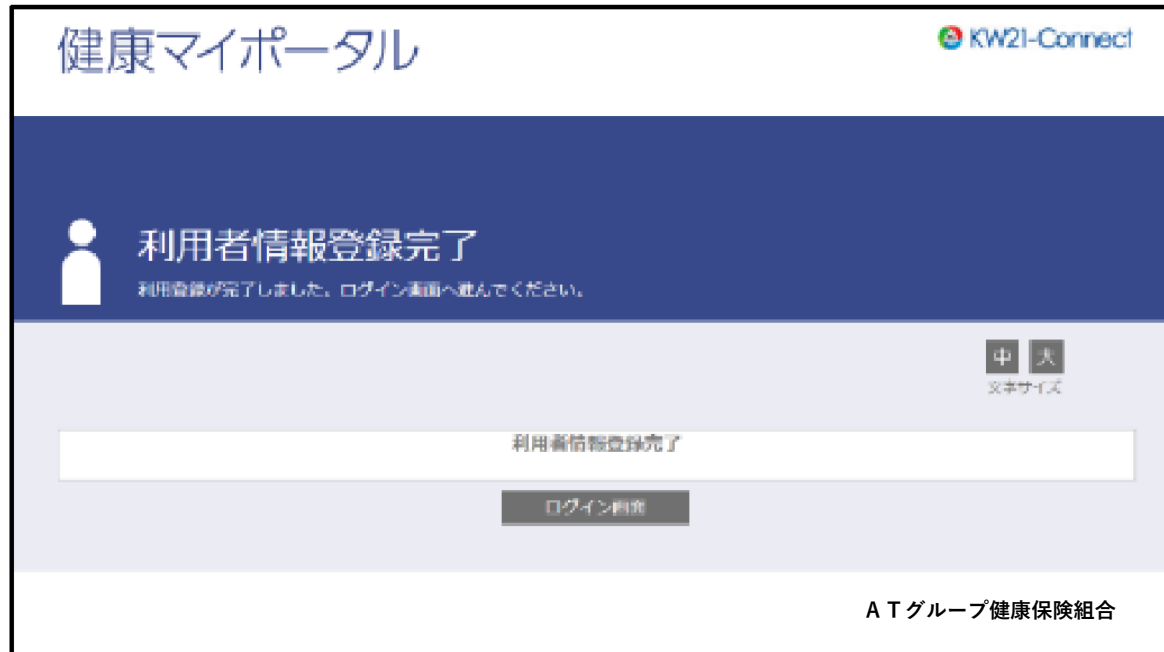 健康マイポータル
KW21-Connect
利用者情報登録完了
利用登録が完了しました。ログイン画面へ進んでください。
中 大
文字サイズ
利用者情報登録完了
ログイン画面
ATグループ健康保険組合